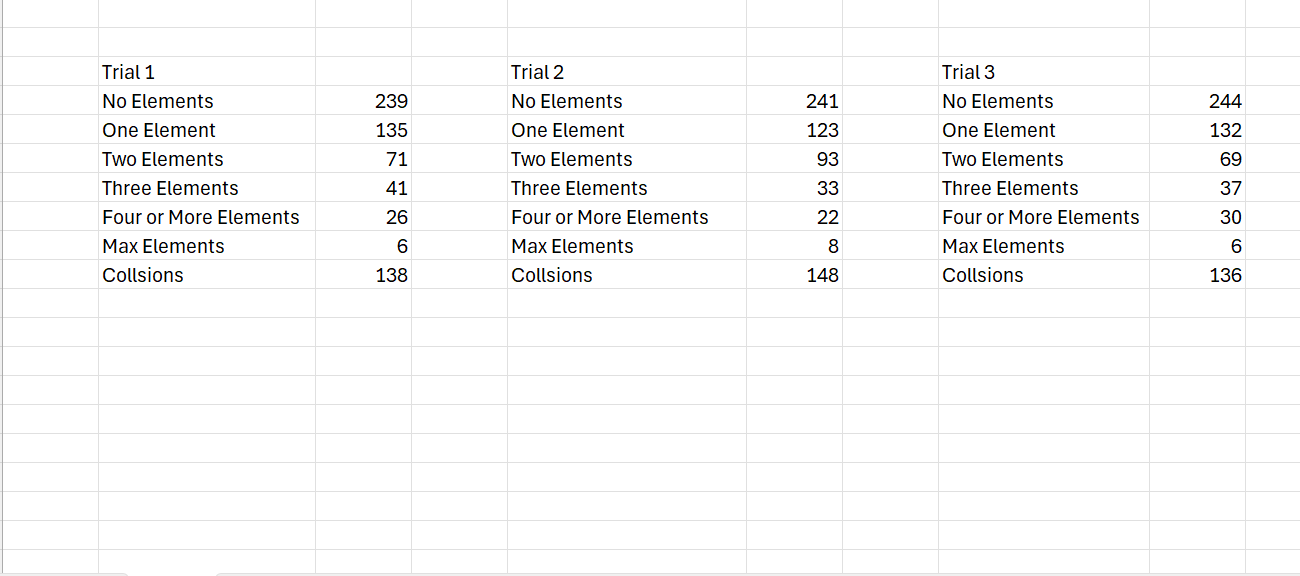 Trial 1 Trial 2 Trial 3
No Elements 239 No Elements 241 No Elements 244
One Element 135 One Element 123 One Element 132
Two Elements 71 Two Elements 93 Two Elements 69
Three Elements 41 Three Elements 33 Three Elements 37
Four or More Elements 26 Four or More Elements 22 Four or More Elements 30
Max Elements 6 Max Elements 8 Max Elements 6
Collsions 138 Collsions 148 Collsions 136